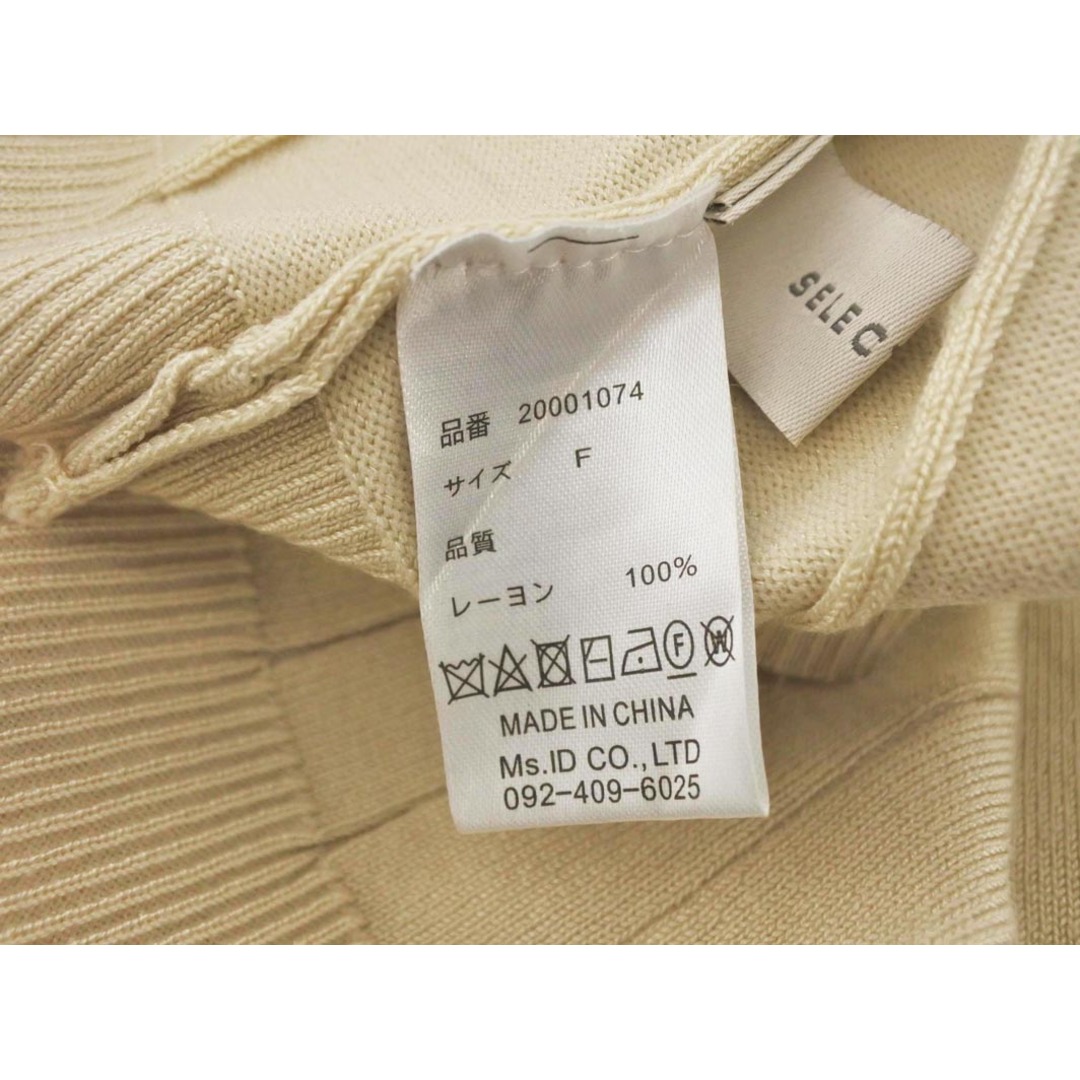 品番 20001074
サイズ F
品質
レーヨン 100%
F W
MADE IN CHINA
Ms.ID CO.,LTD
092-409-6025
SELEC